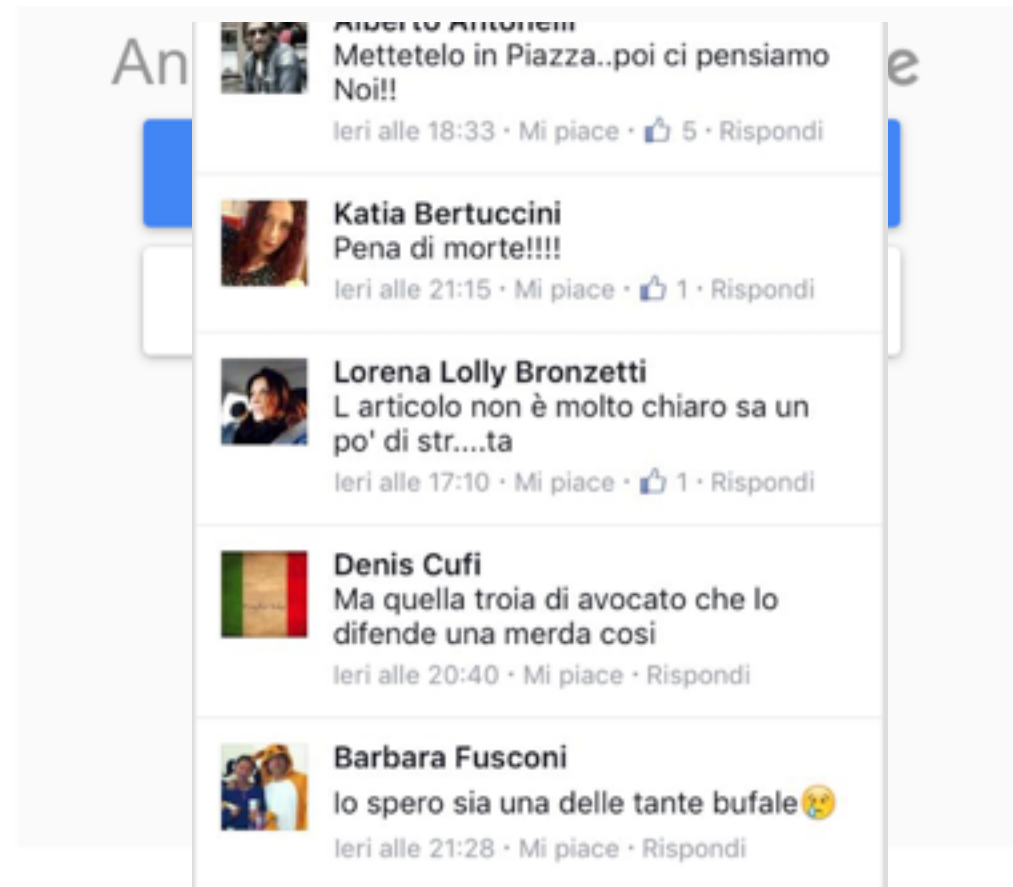 An
e
Alberto Antonelli
Mettetelo in Piazza..poi ci pensiamo
Noi!!
Ieri alle 18:33 · Mi piace · 5 · Rispondi
Katia Bertuccini
Pena di morte!!!!
Ieri alle 21:15 · Mi piace · 1 · Rispondi
Lorena Lolly Bronzetti
L articolo non è molto chiaro sa un
po' di str....ta
Ieri alle 17:10 · Mi piace · 1 · Rispondi
Denis Cufi
Ma quella troia di avocato che lo
difende una merda cosi
Ieri alle 20:40 · Mi piace · Rispondi
Barbara Fusconi
Io spero sia una delle tante bufale😢
Ieri alle 21:28 · Mi piace · Rispondi